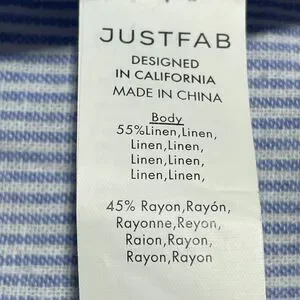 JUSTFAB
DESIGNED
IN CALIFORNIA
MADE IN CHINA
Body
55%Linen,Linen,
Linen,Linen,
Linen,Linen,
Linen,Linen,
45% Rayon,Rayón,
Rayonne,Reyon,
Raion,Rayon,
Rayon,Rayon